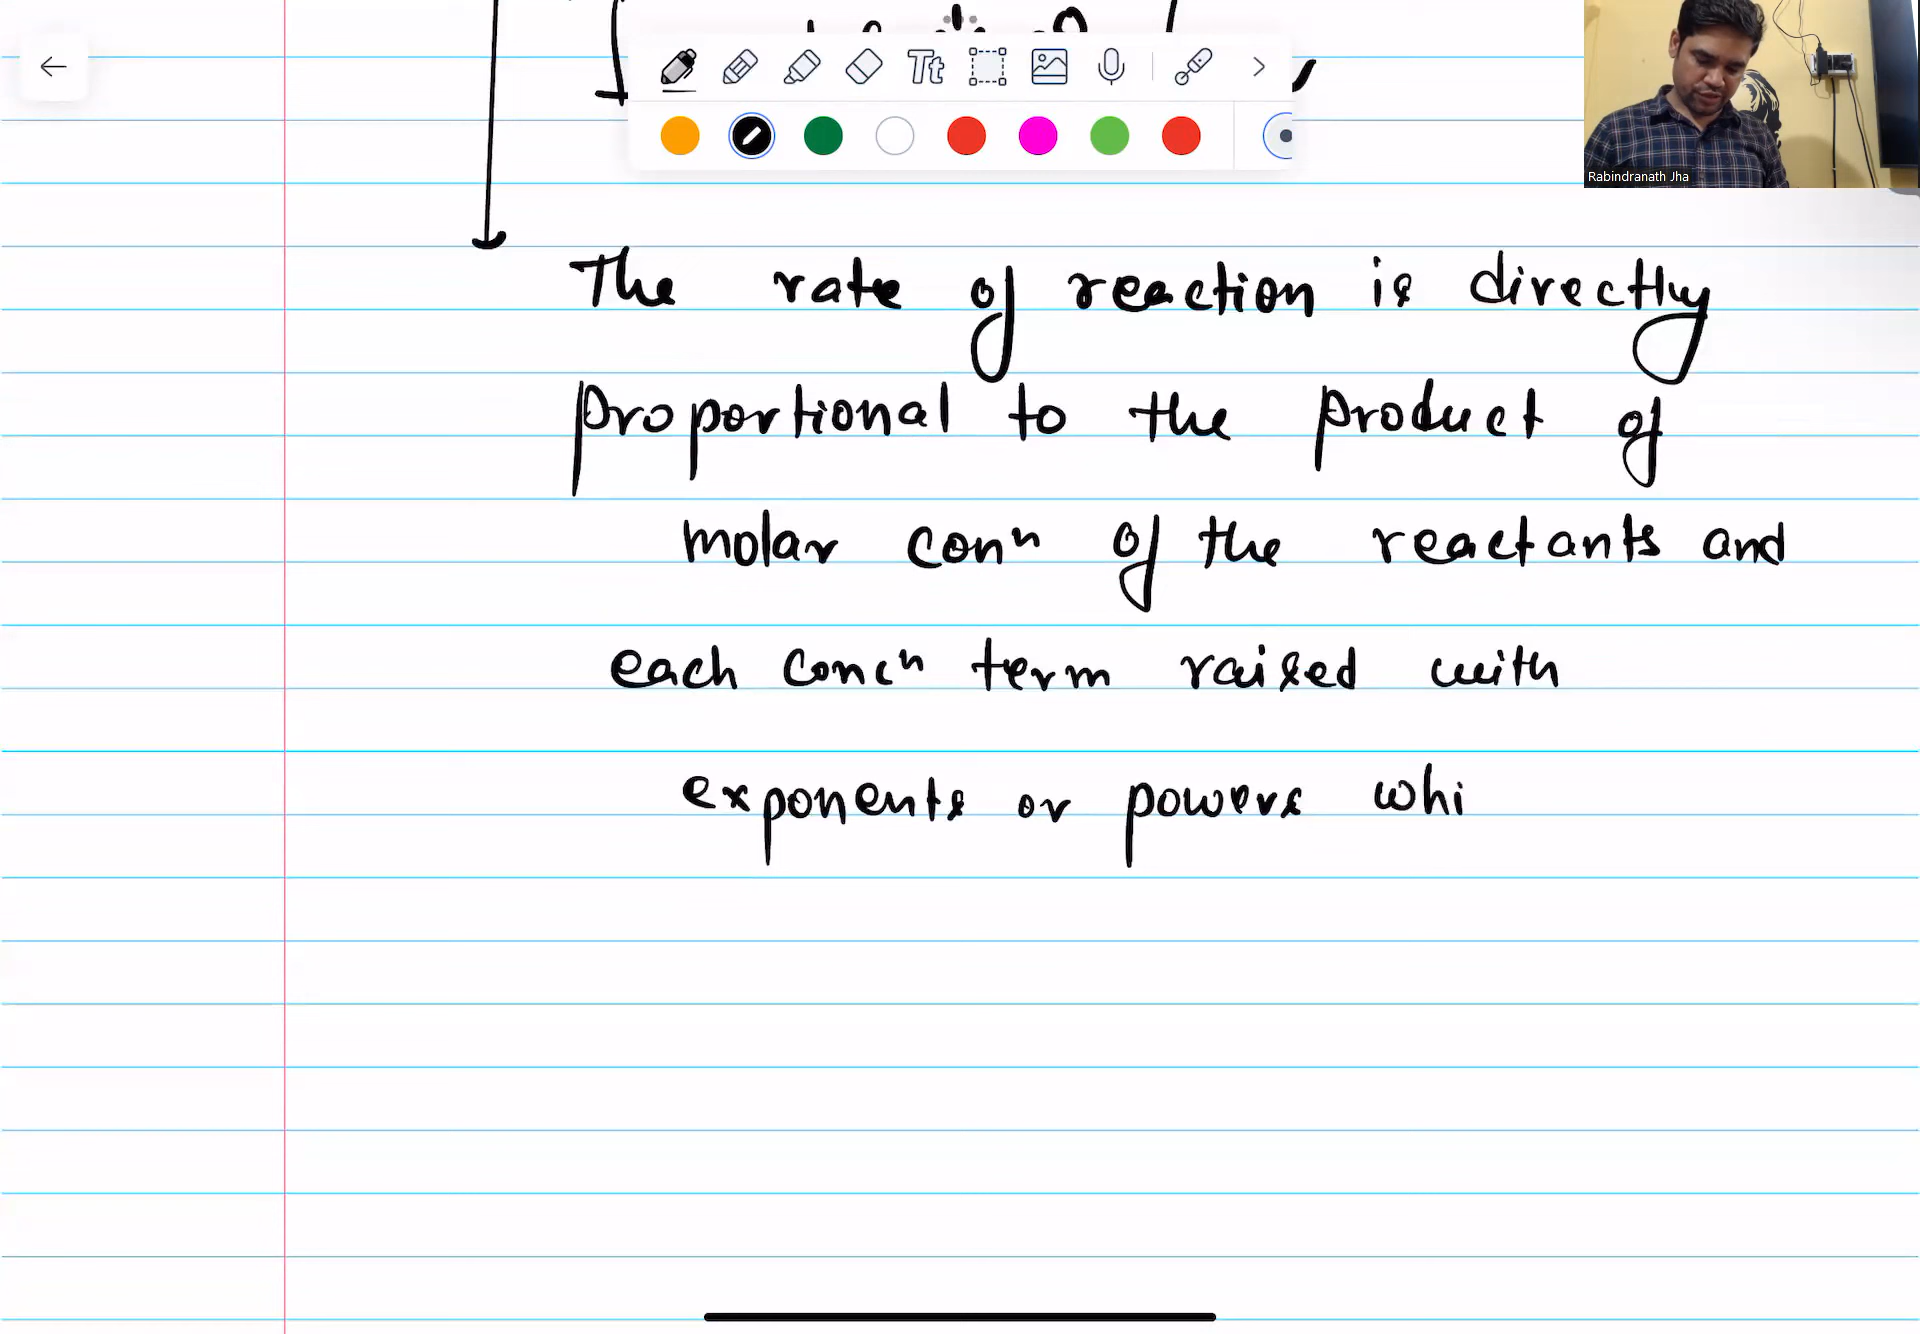 Tt
Rabindranath Jha
The rate of reaction is directly
proportional to the product of
molar conⁿ of the reactants and
each concⁿ term raised with
exponents or powers whi